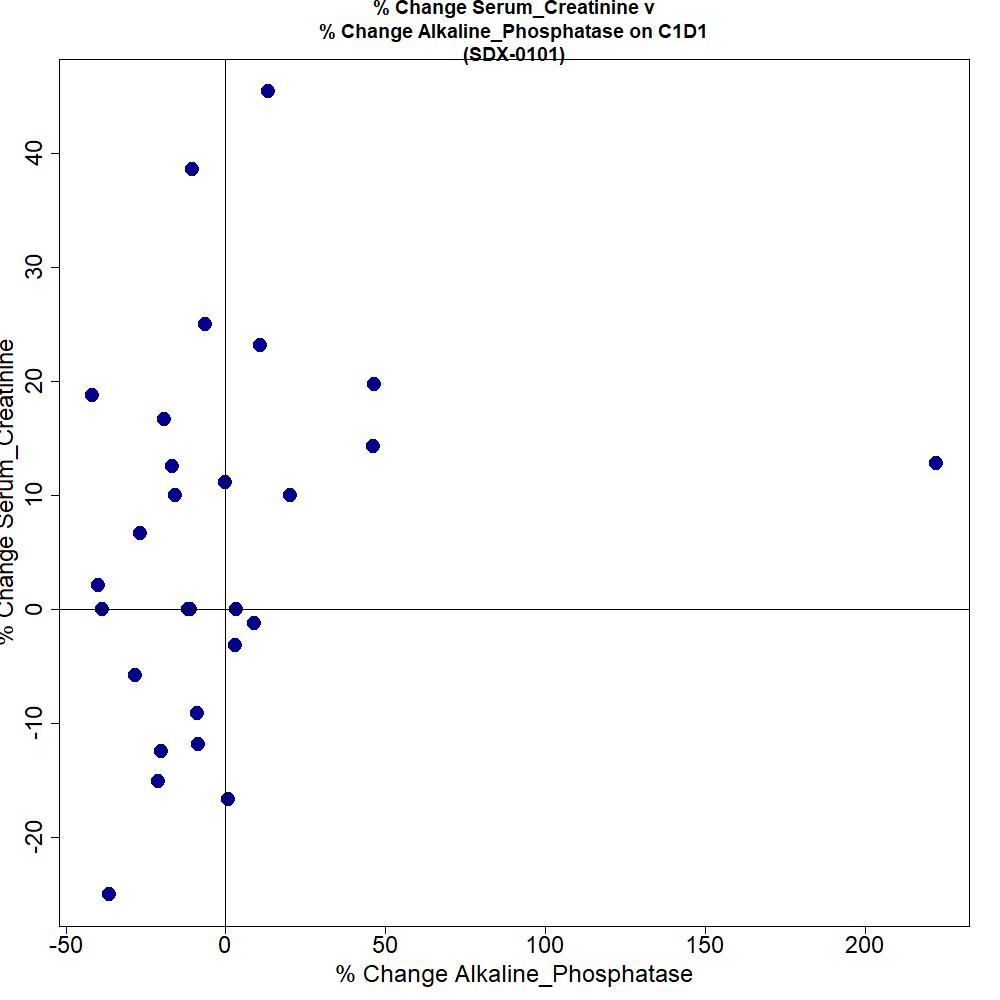 % Change Serum_Creatinine v
% Change Alkaline_Phosphatase on C1D1
(SDX-0101)
% Change Serum_Creatinine
40
30
20
10
0
-10
-20
-50
0
50
100
150
200
% Change Alkaline_Phosphatase